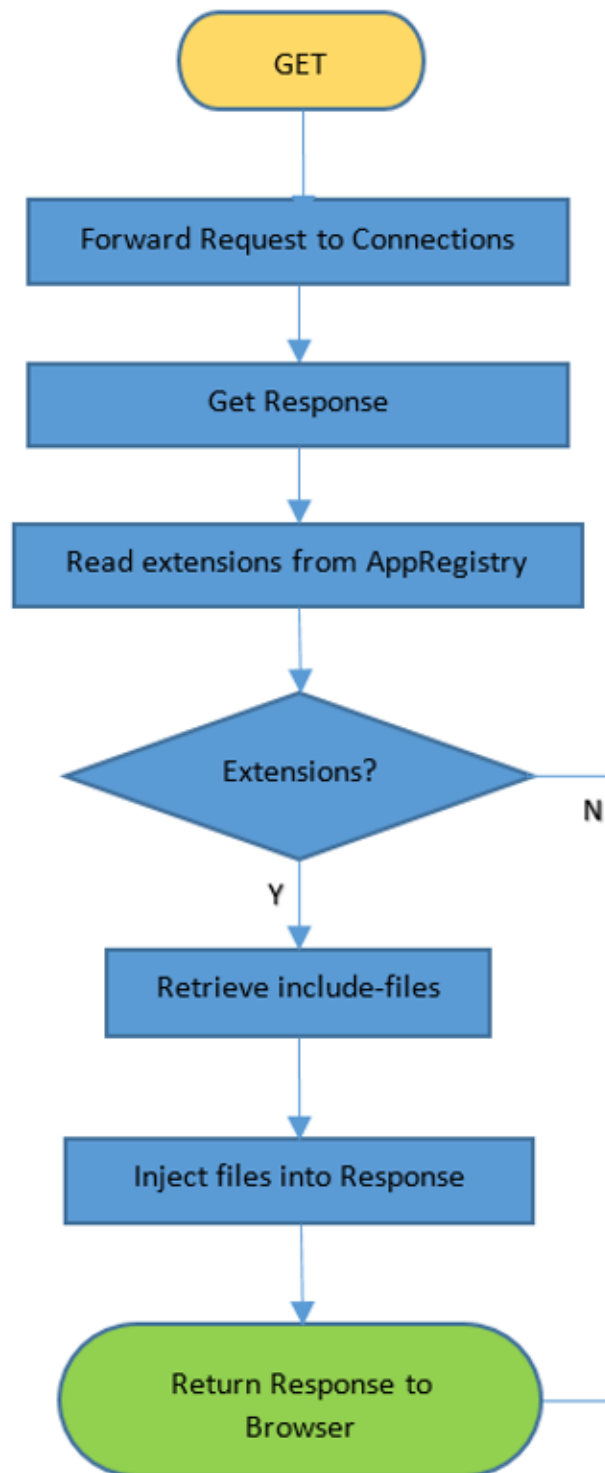 GET
Forward Request to Connections
Get Response
Read extensions from AppRegistry
Extensions?
N
Y
Retrieve include-files
Inject files into Response
Return Response to
Browser